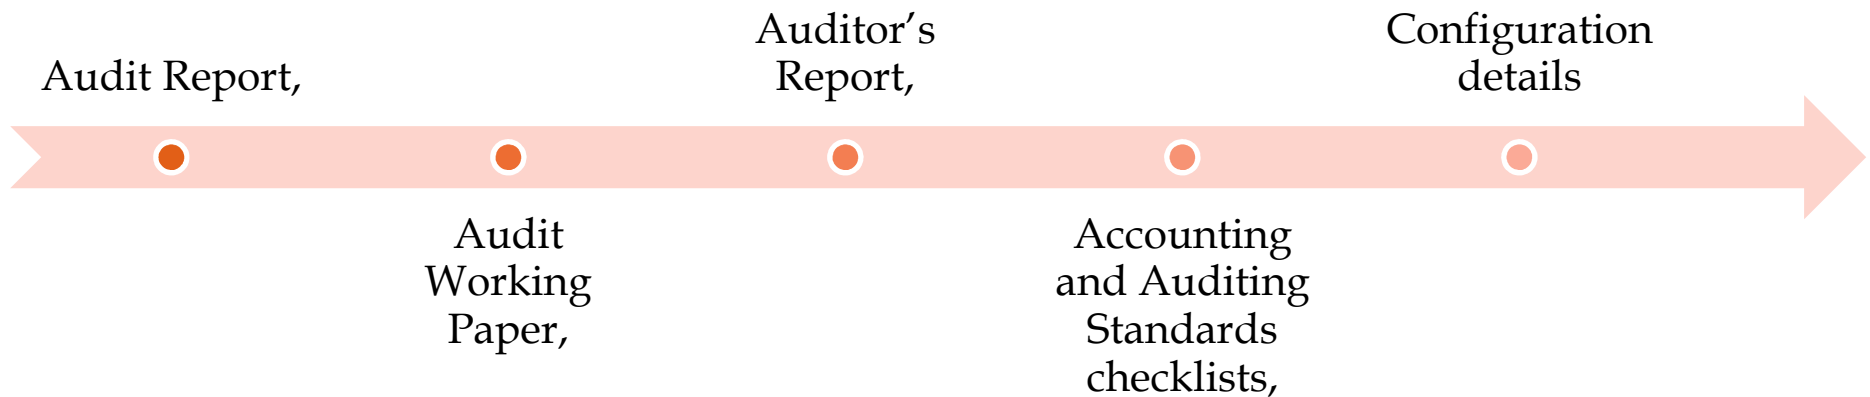 Audit Report,
Audit
Working
Paper,
Auditor’s
Report,
Accounting
and Auditing
Standards
checklists,
Configuration
details